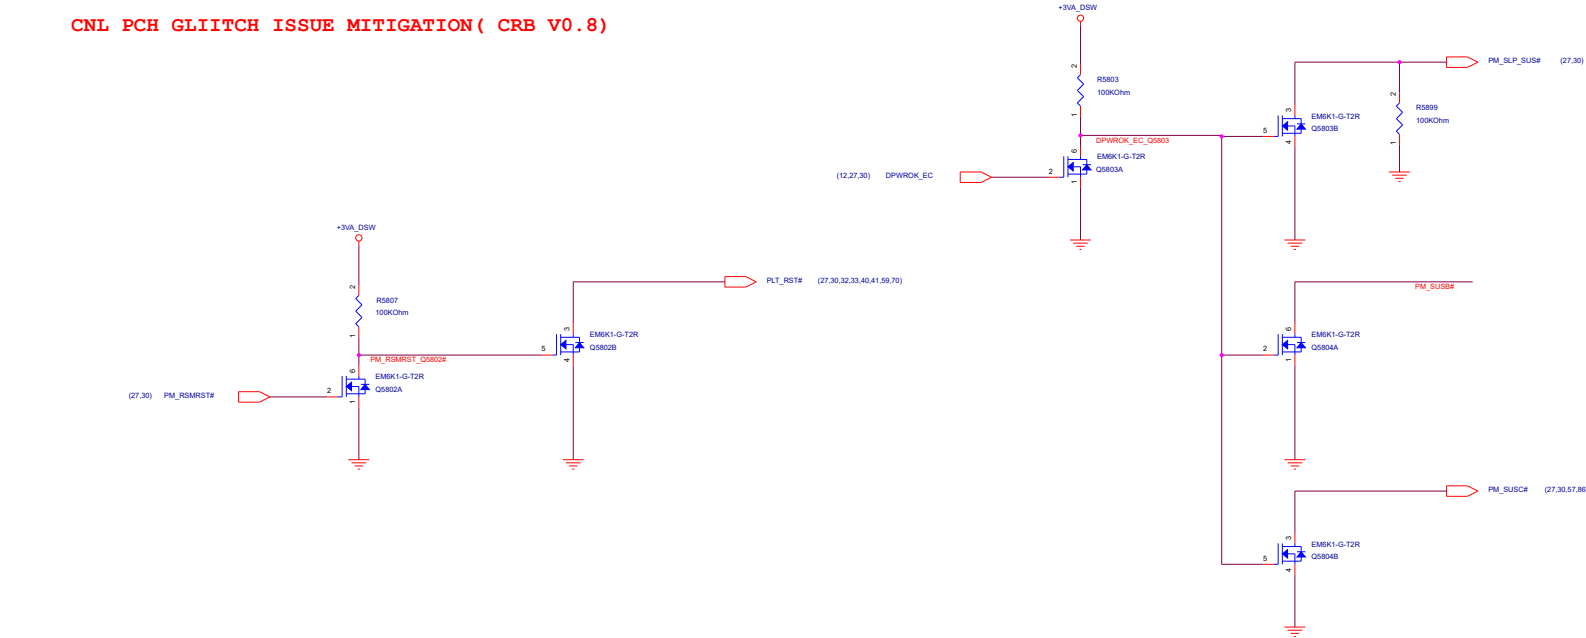 CNL PCH GLIITCH ISSUE MITIGATION( CRB V0.8)
+3VA_DSW
2
R5803
100KOhm
1
DPWROK_EC_Q5803
6
EM6K1-G-T2R
Q5803A
2
1
(12,27,30) DPWROK_EC
PM_SLP_SUS# (27,30)
3
EM6K1-G-T2R
Q5803B
5
4
2
R5899
100KOhm
1
+3VA_DSW
2
R5807
100KOhm
1
PM_RSMRST_Q5802#
6
EM6K1-G-T2R
Q5802A
2
1
(27,30) PM_RSMRST#
PLT_RST# (27,30,32,33,40,41,59,70)
3
EM6K1-G-T2R
Q5802B
5
4
PM_SUSB#
6
EM6K1-G-T2R
Q5804A
2
1
PM_SUSC# (27,30,57,86
3
EM6K1-G-T2R
Q5804B
5
4